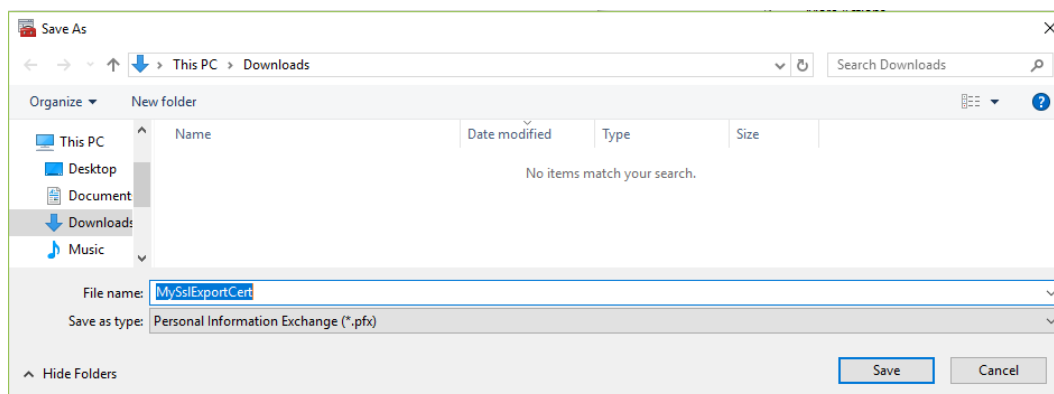 Save As
This PC > Downloads
Search Downloads
Organize
New folder
Name
Date modified
Type
Size
This PC
Desktop
Document
Downloads
Music
No items match your search.
File name: MySslExportCert
Save as type: Personal Information Exchange (*.pfx)
Hide Folders
Save
Cancel